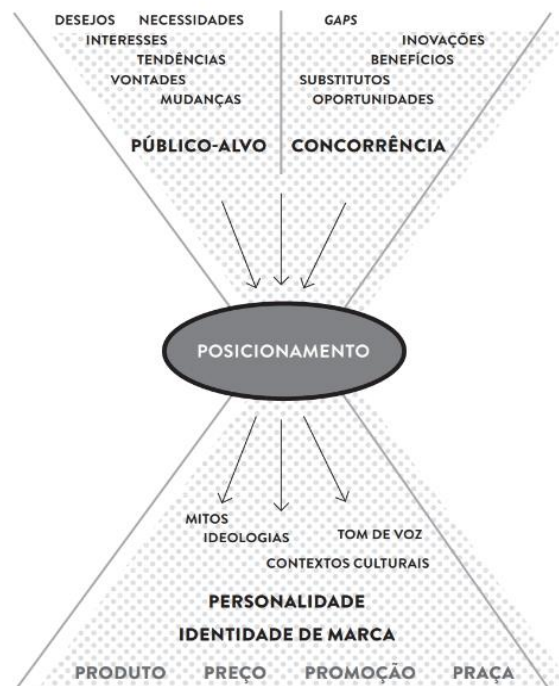 DESEJOS NECESSIDADES
INTERESSES
TENDÊNCIAS
VONTADES
MUDANÇAS
PÚBLICO-ALVO
GAPS
INOVAÇÕES
BENEFÍCIOS
SUBSTITUTOS
OPORTUNIDADES
CONCORRÊNCIA
POSICIONAMENTO
MITOS
IDEOLOGIAS
TOM DE VOZ
CONTEXTOS CULTURAIS
PERSONALIDADE
IDENTIDADE DE MARCA
PRODUTO PREÇO PROMOÇÃO PRAÇA